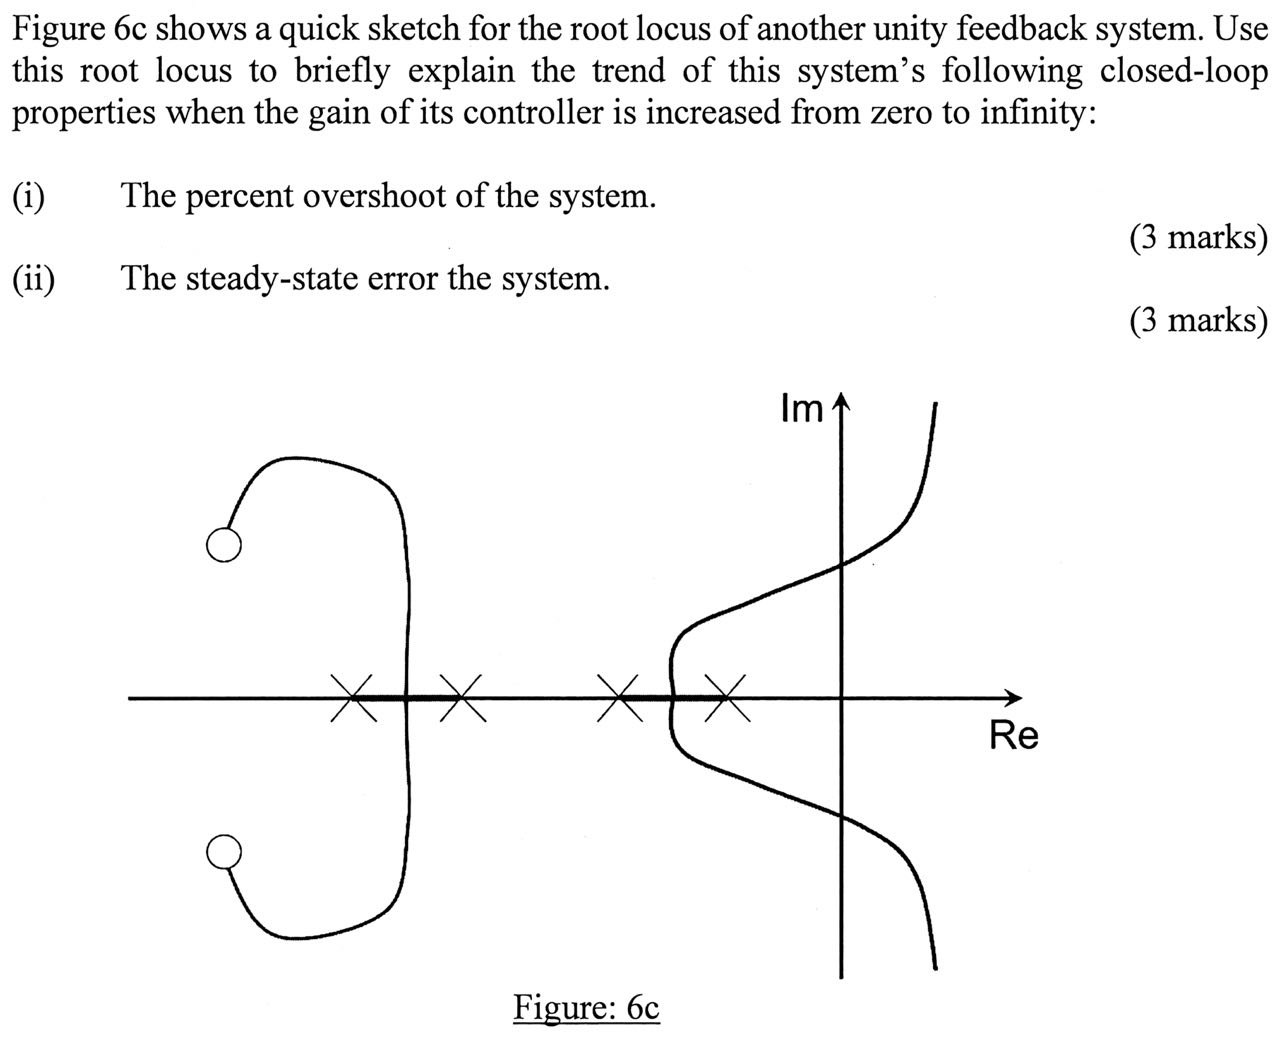 Figure 6c shows a quick sketch for the root locus of another unity feedback system. Use
this root locus to briefly explain the trend of this system's following closed-loop
properties when the gain of its controller is increased from zero to infinity:
(i) The percent overshoot of the system.
(3 marks)
(ii) The steady-state error the system.
(3 marks)
Im
Re
Figure: 6c